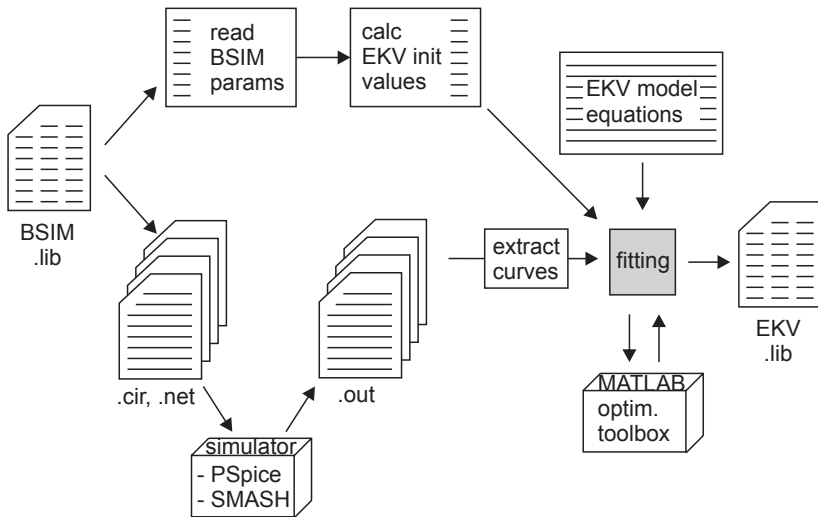 read
BSIM
params
calc
EKV init
values
EKV model
equations
BSIM
.lib
extract
curves
fitting
EKV
.lib
.cir, .net
.out
MATLAB
optim.
toolbox
simulator
- PSpice
- SMASH